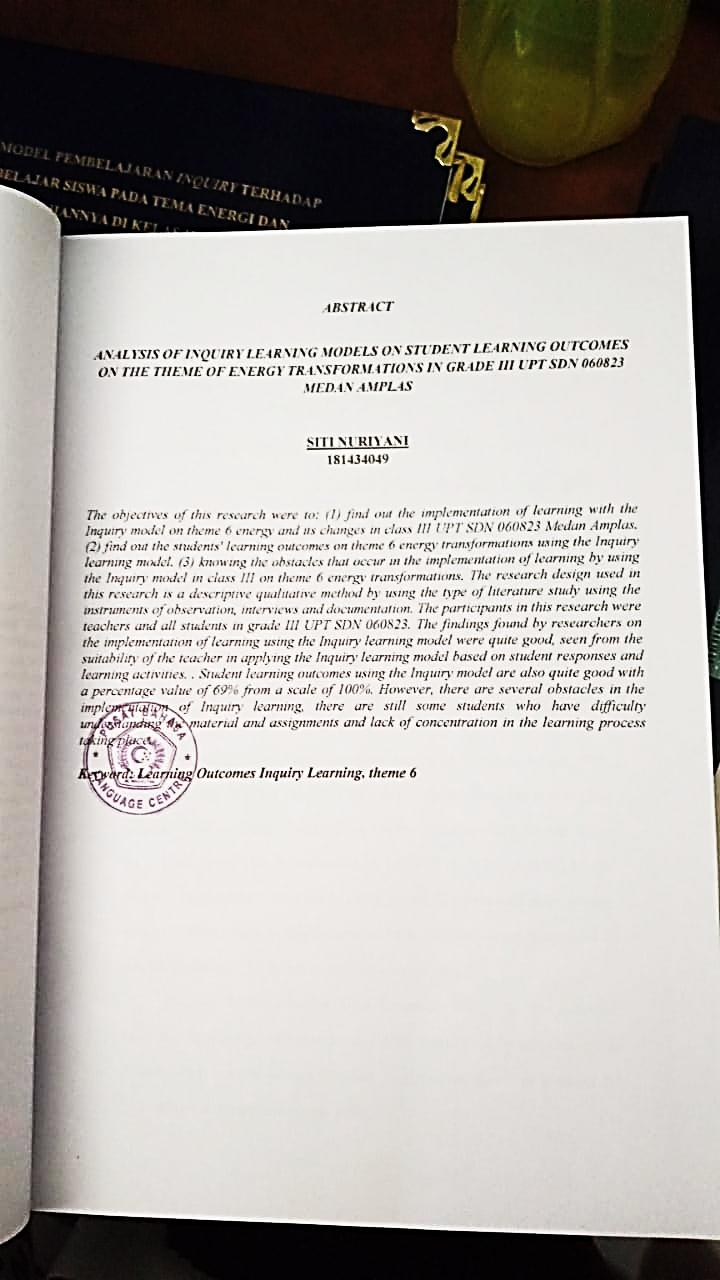 MODEL PEMBELAJARAN INQUIRY TERHADAP
BELAJAR SISWA PADA TEMA ENERGI DAN
DI
ABSTRACT
ANALYSIS OF INQUIRY LEARNING MODELS ON STUDENT LEARNING OUTCOMES
ON THE THEME OF ENERGY TRANSFORMATIONS IN GRADE III UPT SDN 060823
MEDAN AMPLAS
SITI NURIYANI
181434049
The objectives of this research were to: (1) find out the implementation of learning with the
Inquiry model on theme 6 energy and its changes in class III UPT SDN 060823 Medan Amplas.
(2) find out the students' learning outcomes on theme 6 energy transformations using the Inquiry
learning model. (3) knowing the obstacles that occur in the implementation of learning by using
the Inquiry model in class III on theme 6 energy transformations. The research design used in
this research is a descriptive qualitative method by using the type of literature study using the
instruments of observation, interviews and documentation. The participants in this research were
teachers and all students in grade III UPT SDN 060823. The findings found by researchers on
the implementation of learning using the Inquiry learning model were quite good, seen from the
suitability of the teacher in applying the Inquiry learning model based on student responses and
learning activities. . Student learning outcomes using the Inquiry model are also quite good with
a percentage value of 69% from a scale of 100%. However, there are several obstacles in the
implementation of Inquiry learning, there are still some students who have difficulty
understanding the material and assignments and lack of concentration in the learning process
taking place.
Keyword: Learning Outcomes Inquiry Learning, theme 6
PUSAT BAHASA
LANGUAGE CENTRE